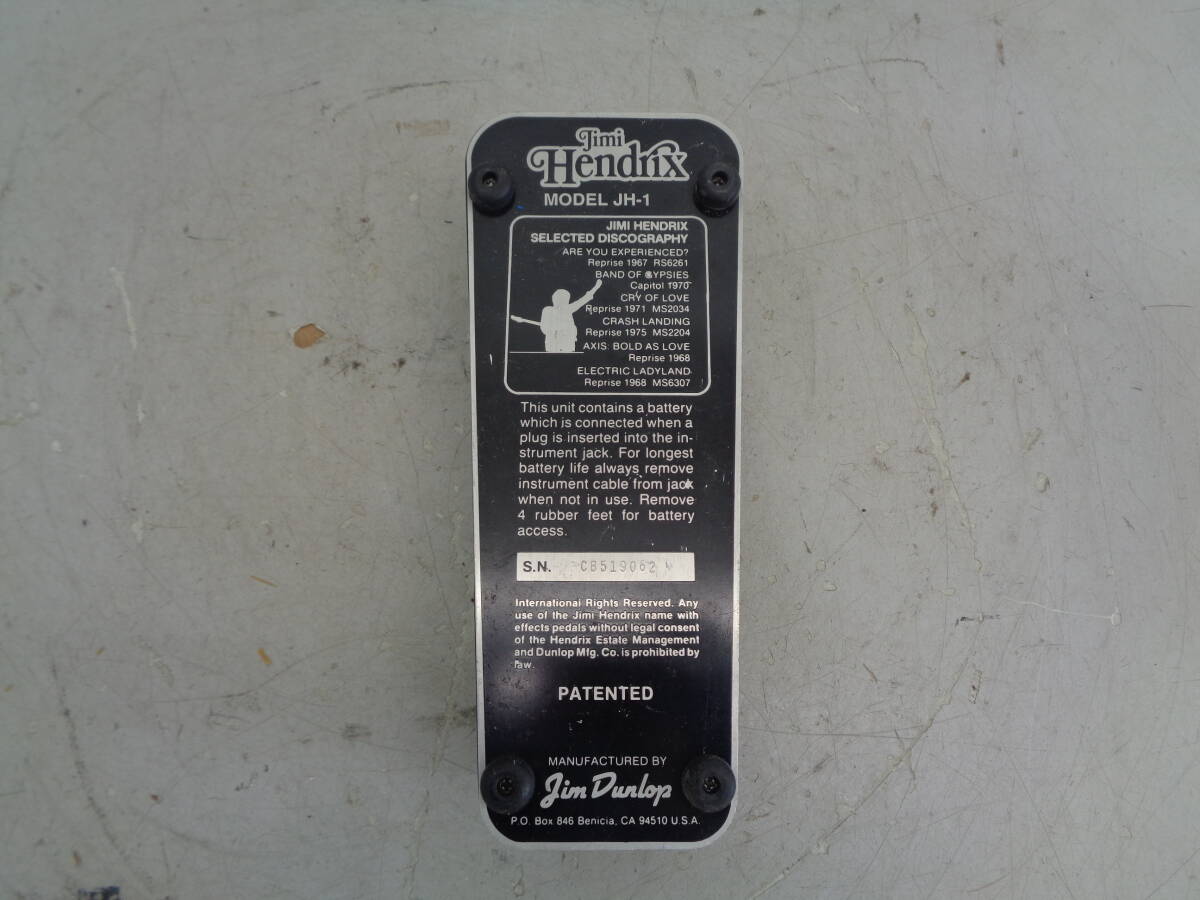 Jimi
Hendrix
MODEL JH-1
JIMI HENDRIX
SELECTED DISCOGRAPHY
ARE YOU EXPERIENCED?
Reprise 1967 RS6261
BAND OF GYPSIES
Capitol 1970
CRY OF LOVE
Reprise 1971 MS2034
CRASH LANDING
Reprise 1975 MS2204
AXIS: BOLD AS LOVE
Reprise 1968
ELECTRIC LADYLAND
Reprise 1968 MS6307
This unit contains a battery
which is connected when a
plug is inserted into the in-
strument jack. For longest
battery life always remove
instrument cable from jack
when not in use. Remove
4 rubber feet for battery
access.
S.N. CB519062
International Rights Reserved. Any
use of the Jimi Hendrix name with
effects pedals without legal consent
of the Hendrix Estate Management
and Dunlop Mfg. Co. is prohibited by
law.
PATENTED
MANUFACTURED BY
Jim Dunlop
P.O. Box 846 Benicia, CA 94510 U.S.A.